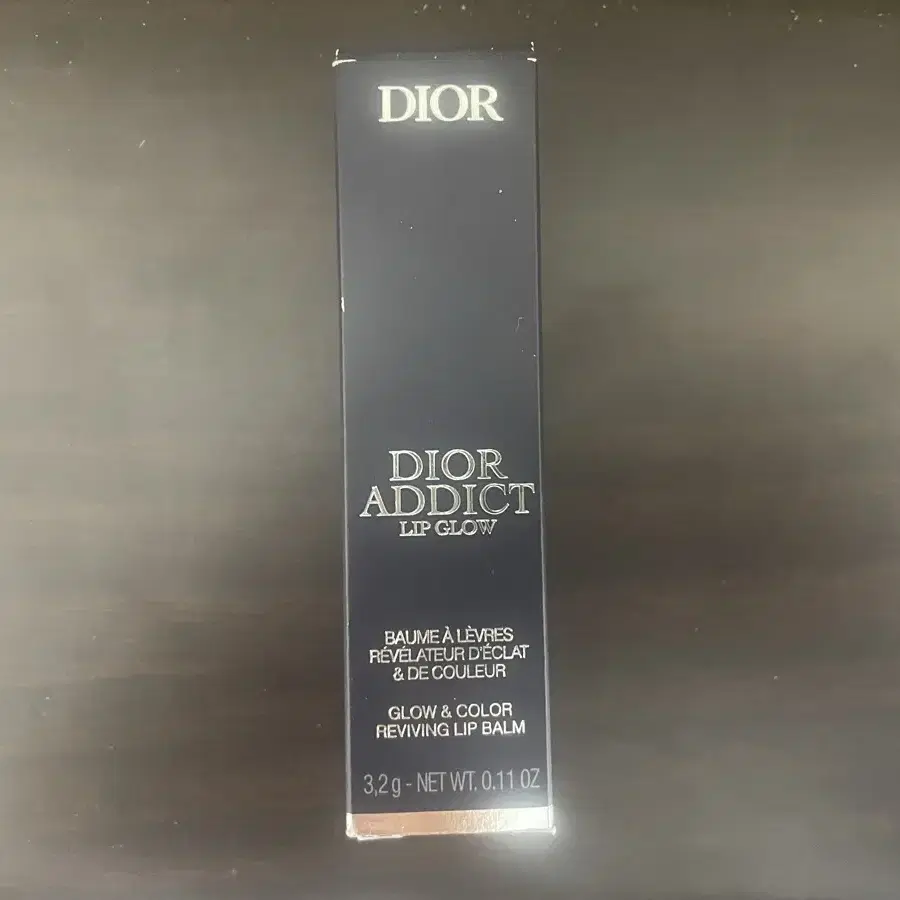 DIOR
DIOR
ADDICT
LIP GLOW
BAUME À LÈVRES
RÉVÉLATEUR D'ÉCLAT
& DE COULEUR
GLOW & COLOR
REVIVING LIP BALM
3,2 g - NET WT. 0.11 OZ